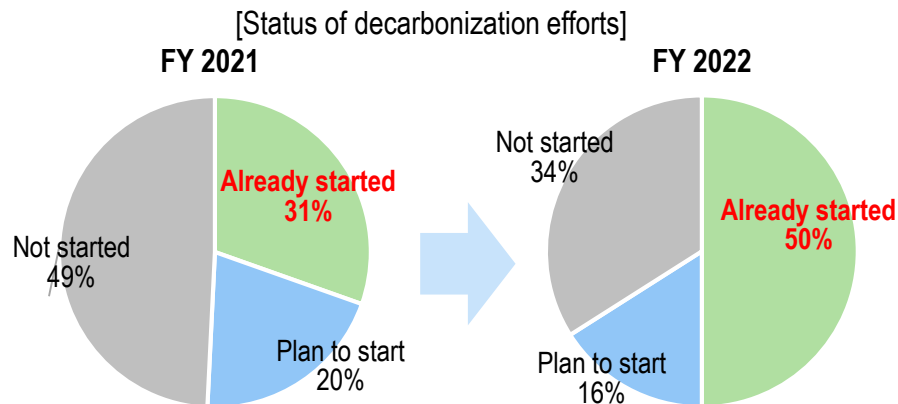 [Status of decarbonization efforts]
FY 2021
Already started
31%
Not started
49%
Plan to start
20%
FY 2022
Not started
34%
Already started
50%
Plan to start
16%